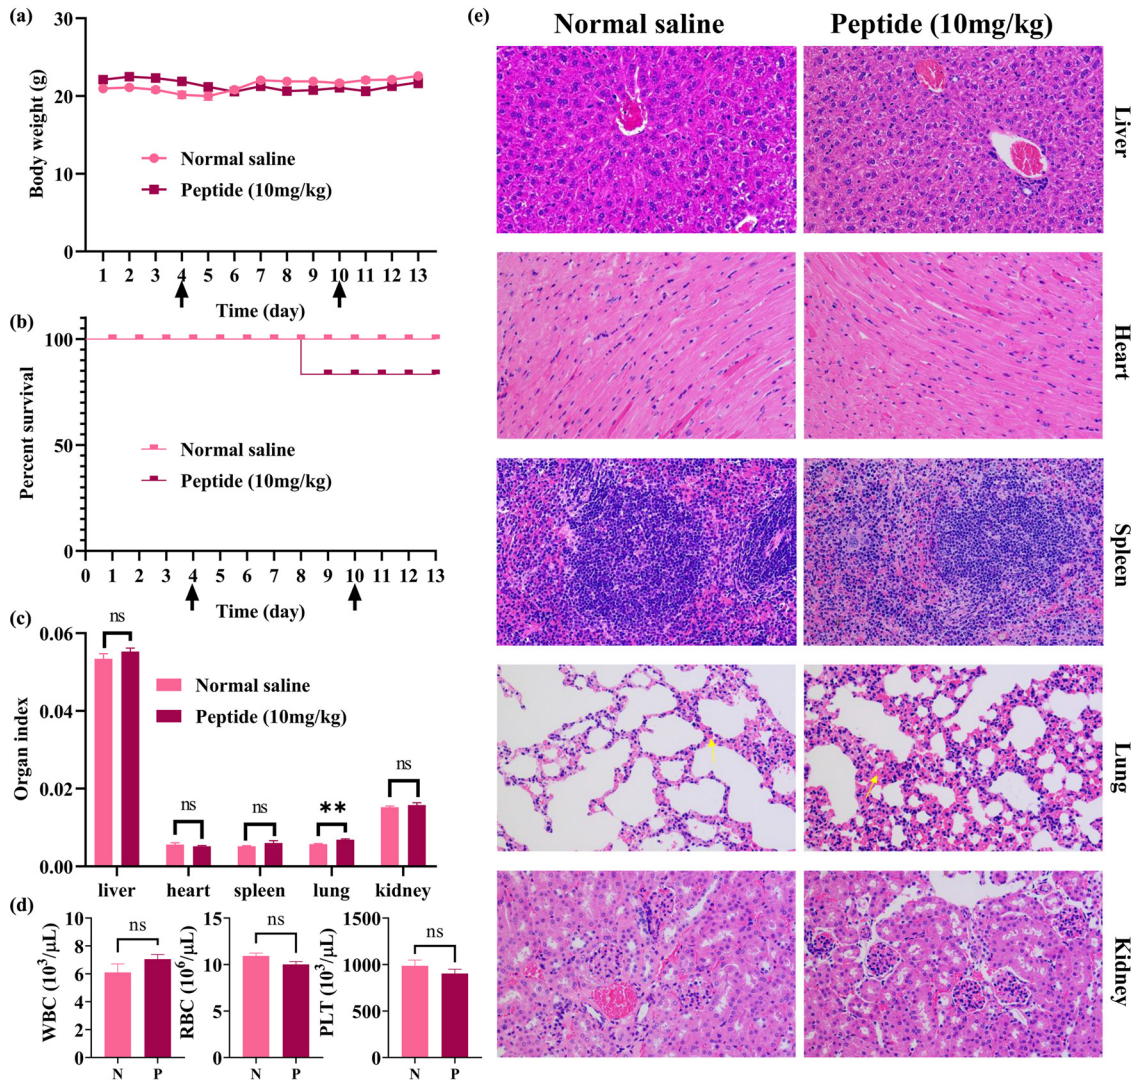 (a)
30
20
10
0
Body weight (g)
Normal saline
Peptide (10mg/kg)
1 2 3 4 5 6 7 8 9 10 11 12 13
Time (day)
(b)
100
50
0
Percent survival
Normal saline
Peptide (10mg/kg)
0 1 2 3 4 5 6 7 8 9 10 11 12 13
Time (day)
(c)
0.06
0.04
0.02
0.00
Organ index
Normal saline
Peptide (10mg/kg)
ns
ns
ns
**
ns
liver heart spleen lung kidney
(d)
WBC (10³/μL)
10
8
6
4
2
0
ns
N P
RBC (10⁶/μL)
15
10
5
0
ns
N P
PLT (10³/μL)
1500
1000
500
0
ns
N P
(e)
Normal saline Peptide (10mg/kg)
Liver
Heart
Spleen
Lung
Kidney